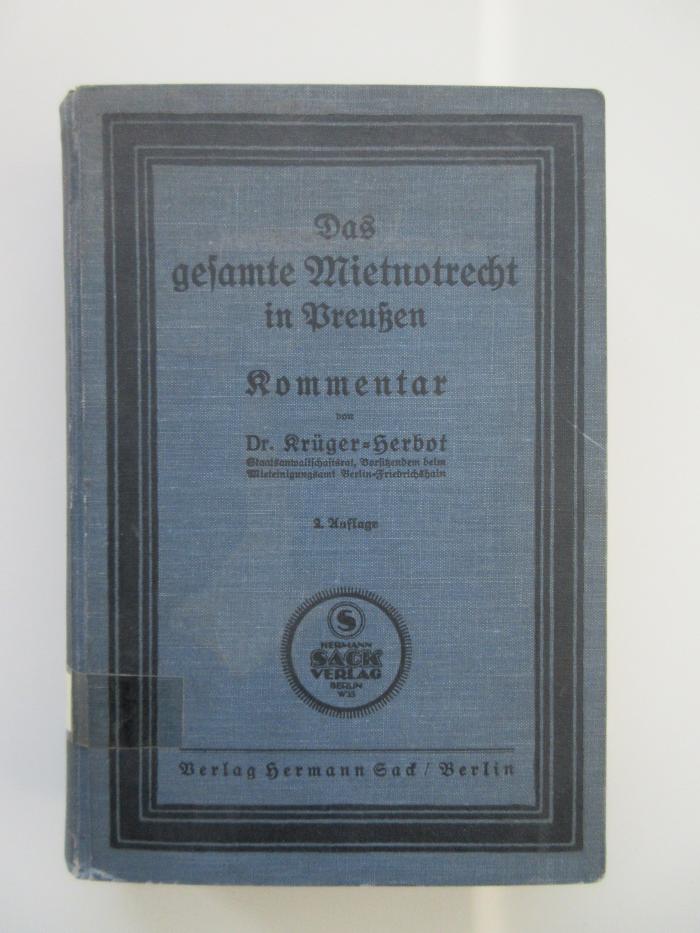 Das
gesamte Mietnotrecht
in Preußen
Kommentar
von
Dr. Krüger-Herbot
Staatsanwaltschaftsrat, Vorsitzendem beim
Mieteinigungsamt Berlin-Friedrichshain
2. Auflage
S
HERMANN
SACK
VERLAG
BERLIN
W35
Verlag Hermann Sack / Berlin